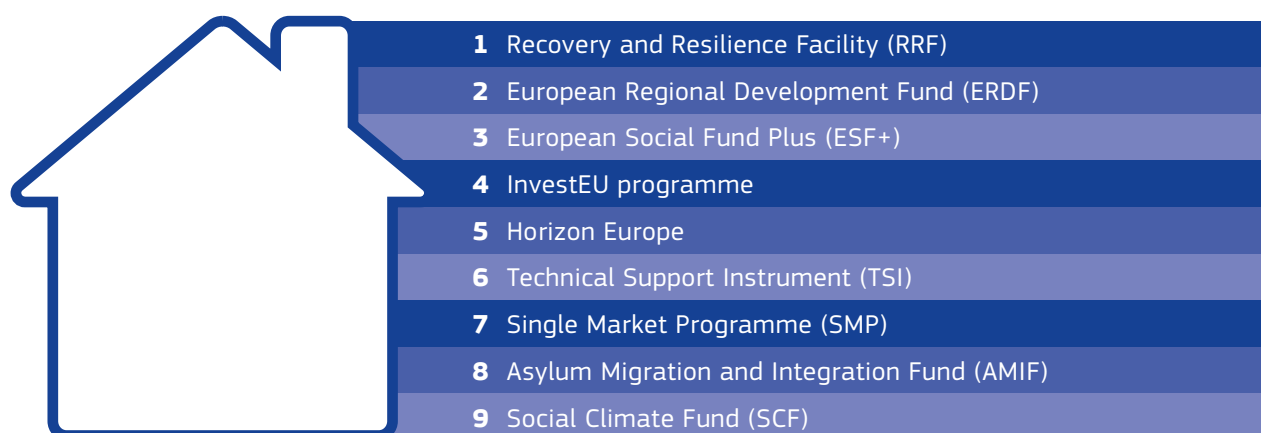 1 Recovery and Resilience Facility (RRF)
2 European Regional Development Fund (ERDF)
3 European Social Fund Plus (ESF+)
4 InvestEU programme
5 Horizon Europe
6 Technical Support Instrument (TSI)
7 Single Market Programme (SMP)
8 Asylum Migration and Integration Fund (AMIF)
9 Social Climate Fund (SCF)